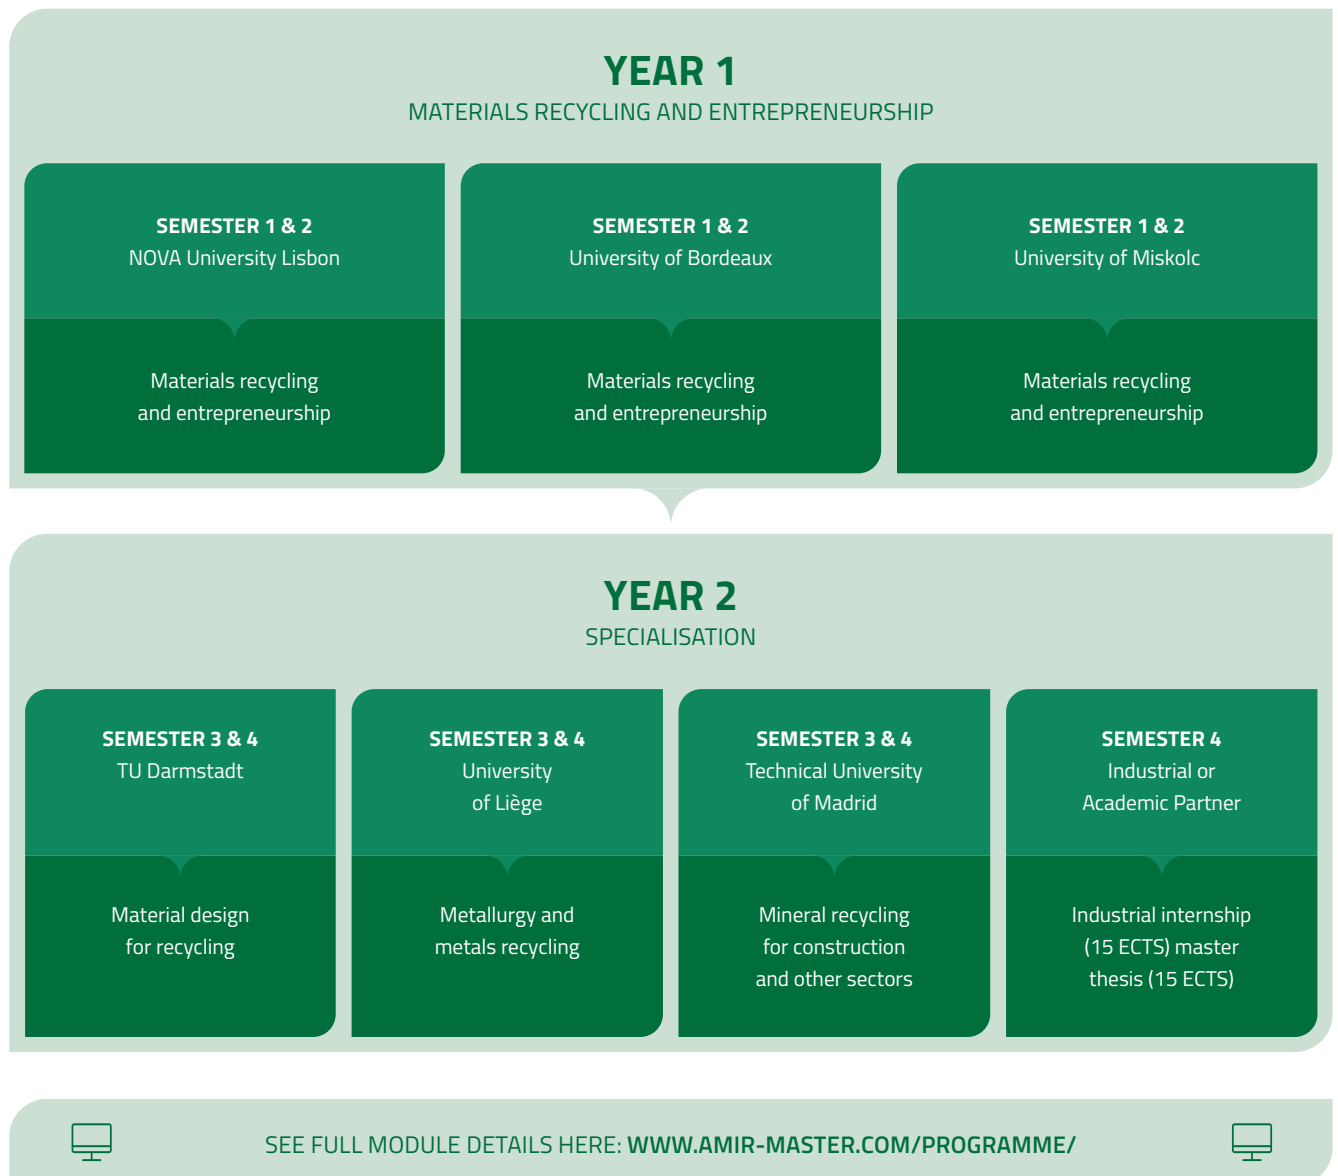 YEAR 1
MATERIALS RECYCLING AND ENTREPRENEURSHIP
SEMESTER 1 & 2
NOVA University Lisbon
Materials recycling
and entrepreneurship
SEMESTER 1 & 2
University of Bordeaux
Materials recycling
and entrepreneurship
SEMESTER 1 & 2
University of Miskolc
Materials recycling
and entrepreneurship
YEAR 2
SPECIALISATION
SEMESTER 3 & 4
TU Darmstadt
Material design
for recycling
SEMESTER 3 & 4
University
of Liège
Metallurgy and
metals recycling
SEMESTER 3 & 4
Technical University
of Madrid
Mineral recycling
for construction
and other sectors
SEMESTER 4
Industrial or
Academic Partner
Industrial internship
(15 ECTS) master
thesis (15 ECTS)
SEE FULL MODULE DETAILS HERE: WWW.AMIR-MASTER.COM/PROGRAMME/